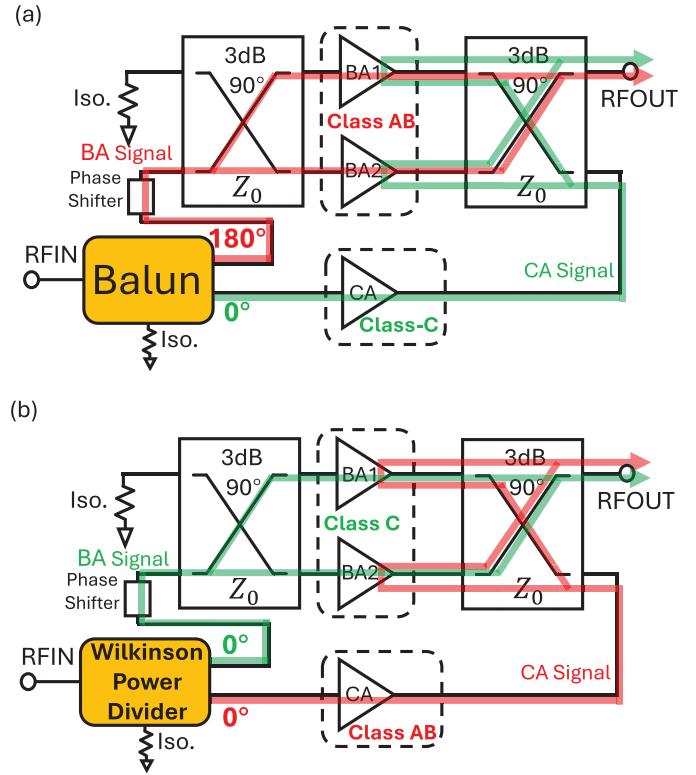 (a)
3dB
90°
Z0
Iso.
BA1
Class AB
BA2
3dB
90°
Z0
RFOUT
BA Signal
Phase
Shifter
180°
RFIN
Balun
0°
CA
Class-C
CA Signal
Iso.
(b)
3dB
90°
Z0
Iso.
BA1
Class C
BA2
3dB
90°
Z0
RFOUT
BA Signal
Phase
Shifter
0°
RFIN
Wilkinson
Power
Divider
0°
CA
Class AB
CA Signal
Iso.